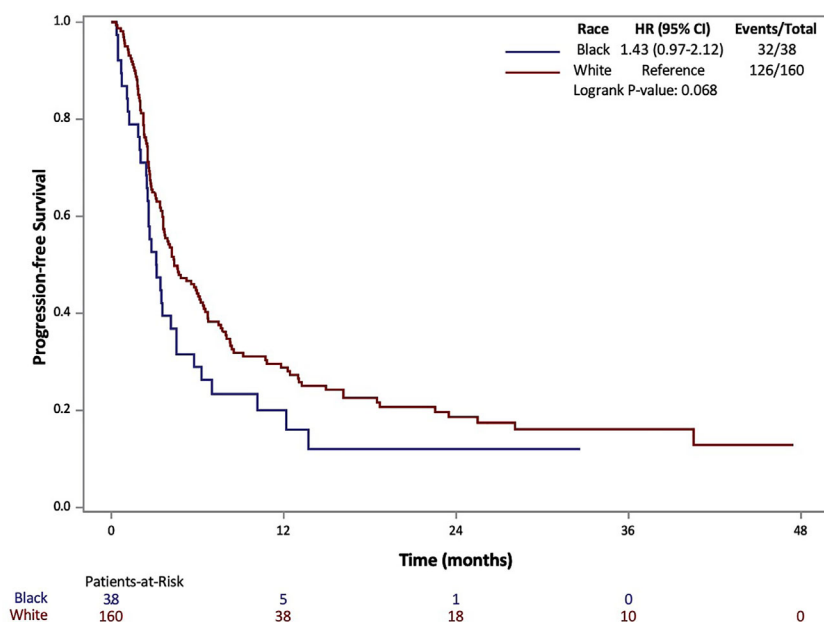 Race HR (95% CI) Events/Total
Black 1.43 (0.97-2.12) 32/38
White Reference 126/160
Logrank P-value: 0.068
1.0
0.8
0.6
0.4
0.2
0.0
Progression-free Survival
0 12 24 36 48
Time (months)
Patients-at-Risk
Black 38 5 1 0
White 160 38 18 10 0